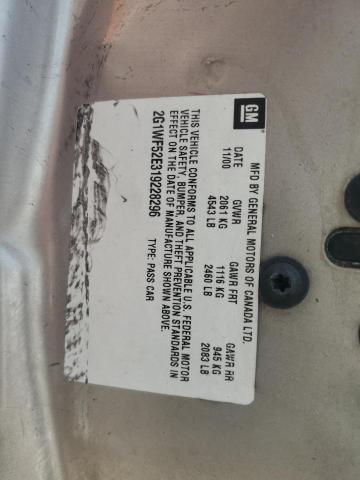 GM
MFD BY GENERAL MOTORS OF CANADA LTD.
DATE GVWR GAWR FRT GAWR RR
11/00 2061 KG 1116 KG 945 KG
4543 LB 2460 LB 2083 LB
THIS VEHICLE CONFORMS TO ALL APPLICABLE U.S. FEDERAL MOTOR
VEHICLE SAFETY, BUMPER, AND THEFT PREVENTION STANDARDS IN
EFFECT ON THE DATE OF MANUFACTURE SHOWN ABOVE.
2G1WF52E319228296 TYPE: PASS CAR